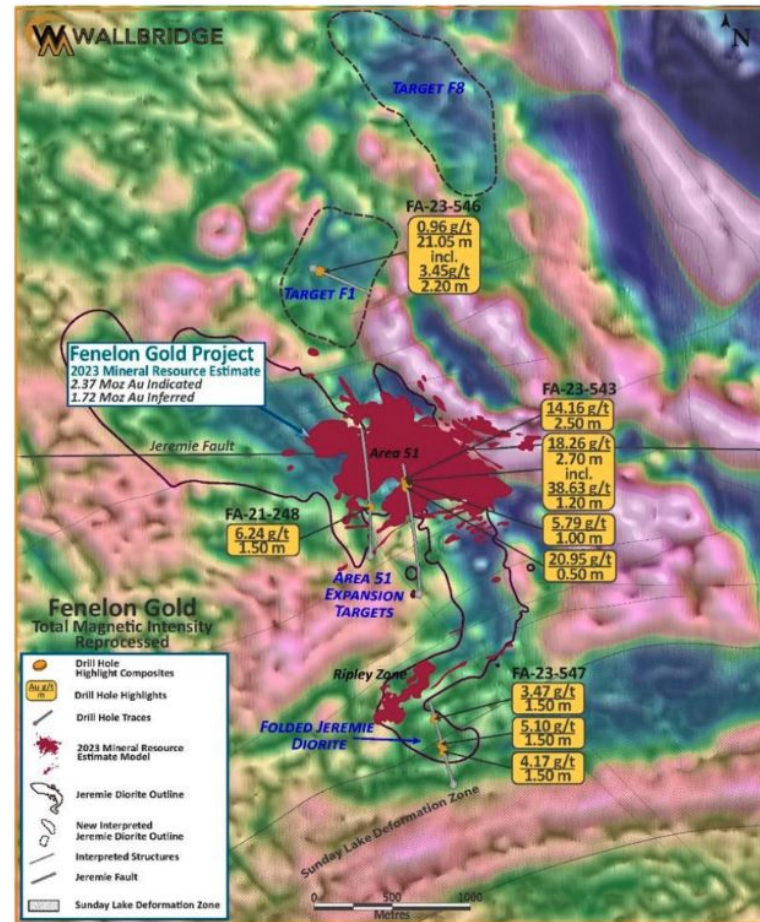 WALLBRIDGE
N
TARGET F8
FA-23-546
0.96 g/t
21.05 m
incl.
3.45g/t
2.20 m
TARGET F1
Fenelon Gold Project
2023 Mineral Resource Estimate
2.37 Moz Au Indicated
1.72 Moz Au Inferred
FA-23-543
14.16 g/t
2.50 m
18.26 g/t
2.70 m
incl.
38.63 g/t
1.20 m
5.79 g/t
1.00 m
20.95 g/t
0.50 m
Jeremie Fault
Area 51
FA-21-248
6.24 g/t
1.50 m
AREA 51
EXPANSION
TARGETS
Fenelon Gold
Total Magnetic Intensity
Reprocessed
Ripley Zone
FA-23-547
3.47 g/t
1.50 m
5.10 g/t
1.50 m
4.17 g/t
1.50 m
FOLDED JEREMIE
DIORITE
Sunday Lake Deformation Zone
Drill Hole
Highlight Composites
Au g/t
m
Drill Hole Highlights
Drill Hole Traces
2023 Mineral Resource
Estimate Model
Jeremie Diorite Outline
New Interpreted
Jeremie Diorite Outline
Interpreted Structures
Jeremie Fault
Sunday Lake Deformation Zone
0 500 1000
Metres